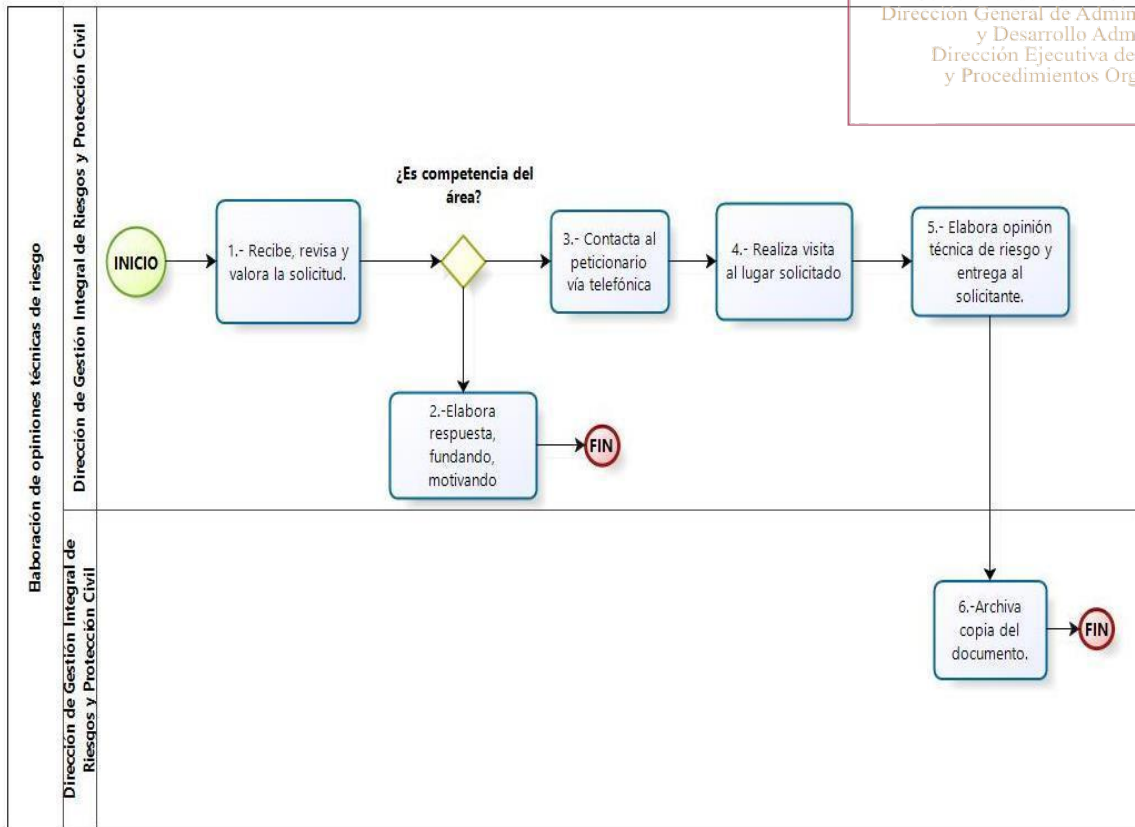 Dirección General de Admin
y Desarrollo Adm
Dirección Ejecutiva de
y Procedimientos Org
Elaboración de opiniones técnicas de riesgo
Dirección de Gestión Integral de Riesgos y Protección Civil
¿Es competencia del
área?
INICIO
1.- Recibe, revisa y
valora la solicitud.
3.- Contacta al
peticionario
vía telefónica
4.- Realiza visita
al lugar solicitado
5.- Elabora opinión
técnica de riesgo y
entrega al
solicitante.
2.-Elabora
respuesta,
fundando,
motivando
FIN
Dirección de Gestión Integral de
Riesgos y Protección Civil
6.-Archiva
copia del
documento.
FIN